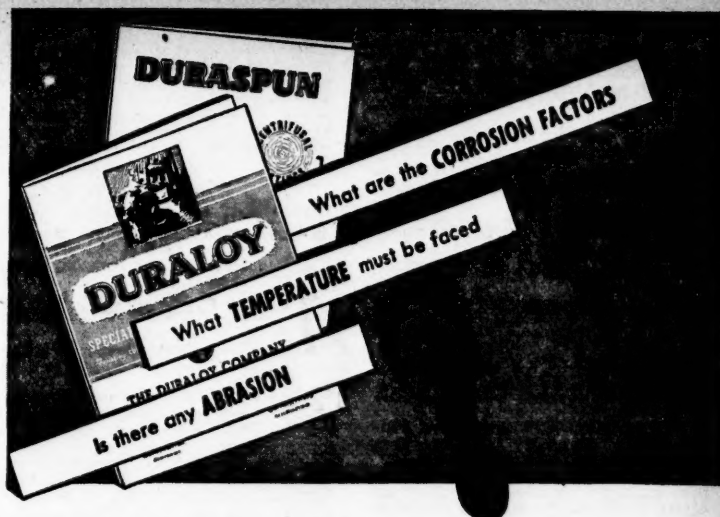 DURASPUN
What are the CORROSION FACTORS
DURALOY
What TEMPERATURE must be faced
THE DURALOY COMPANY
Is there any ABRASION